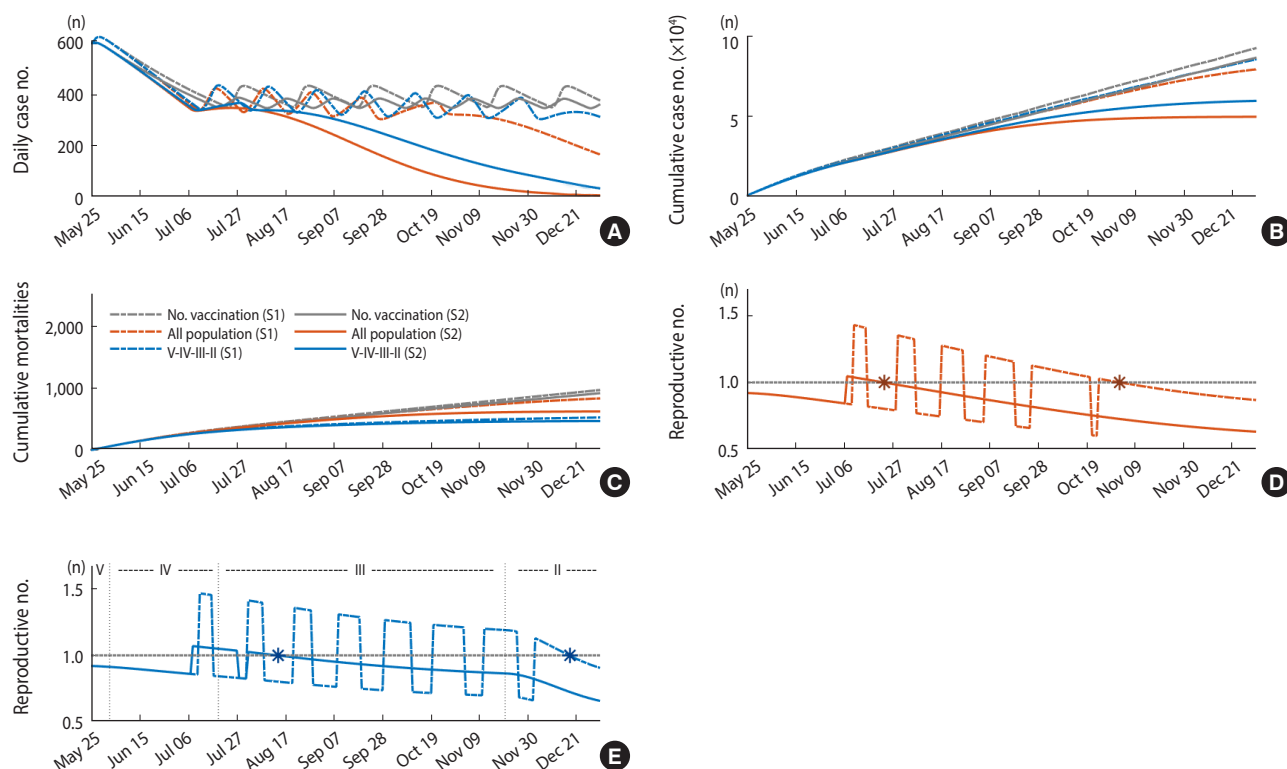 (n)
Daily case no.
600
400
200
0
May 25 Jun 15 Jul 06 Jul 27 Aug 17 Sep 07 Sep 28 Oct 19 Nov 09 Nov 30 Dec 21
A
(n)
Cumulative case no. (×10⁴)
10
5
0
May 25 Jun 15 Jul 06 Jul 27 Aug 17 Sep 07 Sep 28 Oct 19 Nov 09 Nov 30 Dec 21
B
Cumulative mortalities
2,000
1,000
0
No. vaccination (S1) No. vaccination (S2)
All population (S1) All population (S2)
V-IV-III-II (S1) V-IV-III-II (S2)
May 25 Jun 15 Jul 06 Jul 27 Aug 17 Sep 07 Sep 28 Oct 19 Nov 09 Nov 30 Dec 21
C
(n)
Reproductive no.
1.5
1.0
0.5
May 25 Jun 15 Jul 06 Jul 27 Aug 17 Sep 07 Sep 28 Oct 19 Nov 09 Nov 30 Dec 21
D
(n)
Reproductive no.
V IV III II
1.5
1.0
0.5
May 25 Jun 15 Jul 06 Jul 27 Aug 17 Sep 07 Sep 28 Oct 19 Nov 09 Nov 30 Dec 21
E